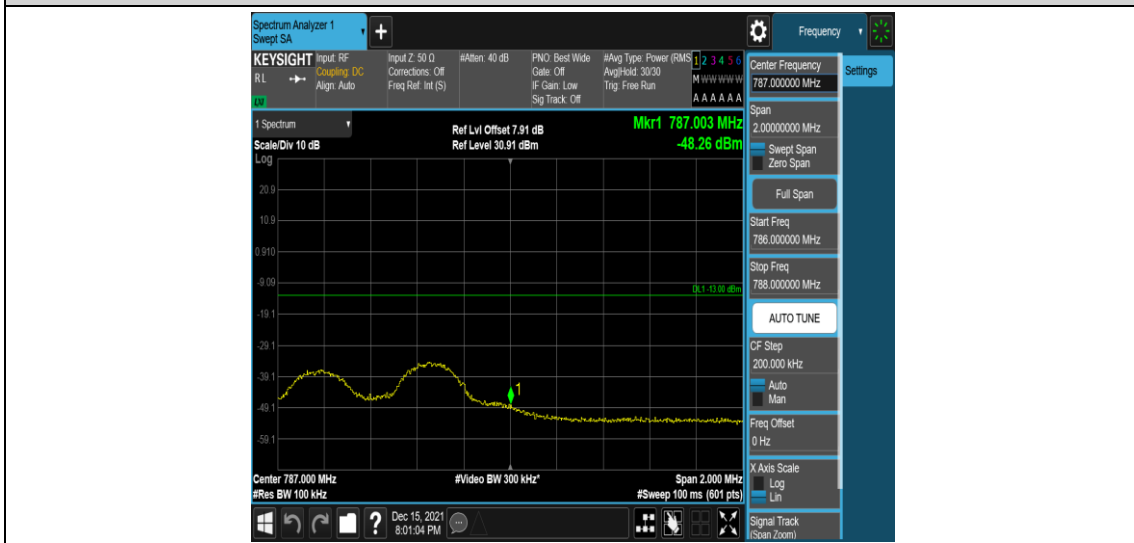 Spectrum Analyzer 1
Swept SA
+
Frequency
KEYSIGHT
RL
Input: RF
Coupling: DC
Align: Auto
Input Z: 50 Ω
Corrections: Off
Freq Ref: Int (S)
#Atten: 40 dB
PNO: Best Wide
Gate: Off
IF Gain: Low
Sig Track: Off
#Avg Type: Power (RMS
Avg|Hold: 30/30
Trig: Free Run
1 2 3 4 5 6
M W W W W W
A A A A A A
1 Spectrum
Scale/Div 10 dB
Ref Lvl Offset 7.91 dB
Ref Level 30.91 dBm
Mkr1 787.003 MHz
-48.26 dBm
Log
20.9
10.9
0.910
-9.09
-19.1
-29.1
-39.1
-49.1
-59.1
DL1 -13.00 dBm
1
Center 787.000 MHz
#Res BW 100 kHz
#Video BW 300 kHz*
Span 2.000 MHz
#Sweep 100 ms (601 pts)
?
Dec 15, 2021
8:01:04 PM
Center Frequency
787.000000 MHz
Settings
Span
2.00000000 MHz
Swept Span
Zero Span
Full Span
Start Freq
786.000000 MHz
Stop Freq
788.000000 MHz
AUTO TUNE
CF Step
200.000 kHz
Auto
Man
Freq Offset
0 Hz
X Axis Scale
Log
Lin
Signal Track
(Span Zoom)